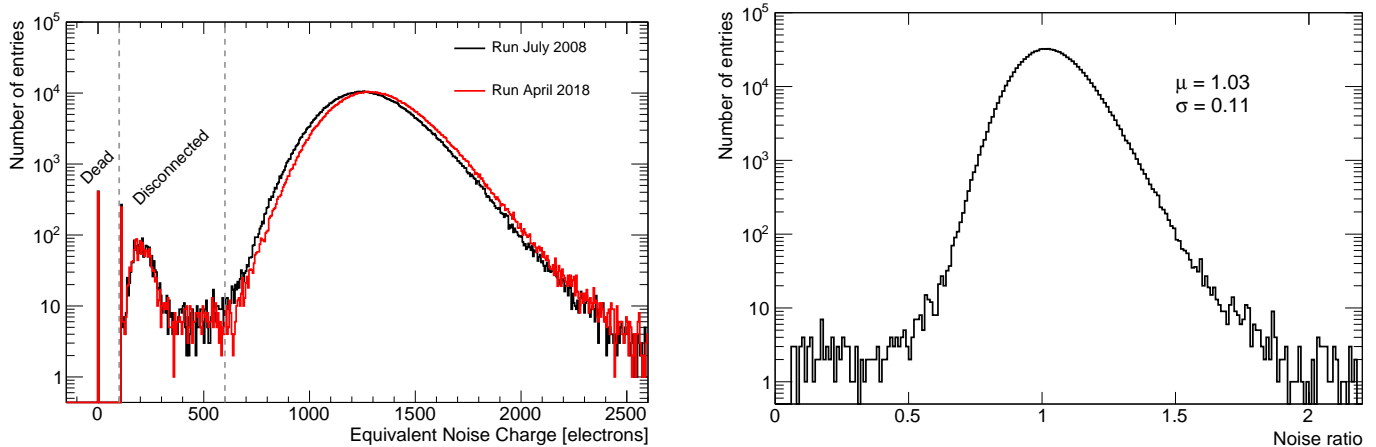 Number of entries
10^5
10^4
10^3
10^2
10
1
Dead
Disconnected
Run July 2008
Run April 2018
0 500 1000 1500 2000 2500
Equivalent Noise Charge [electrons]
Number of entries
10^5
10^4
10^3
10^2
10
1
μ = 1.03
σ = 0.11
0 0.5 1 1.5 2
Noise ratio